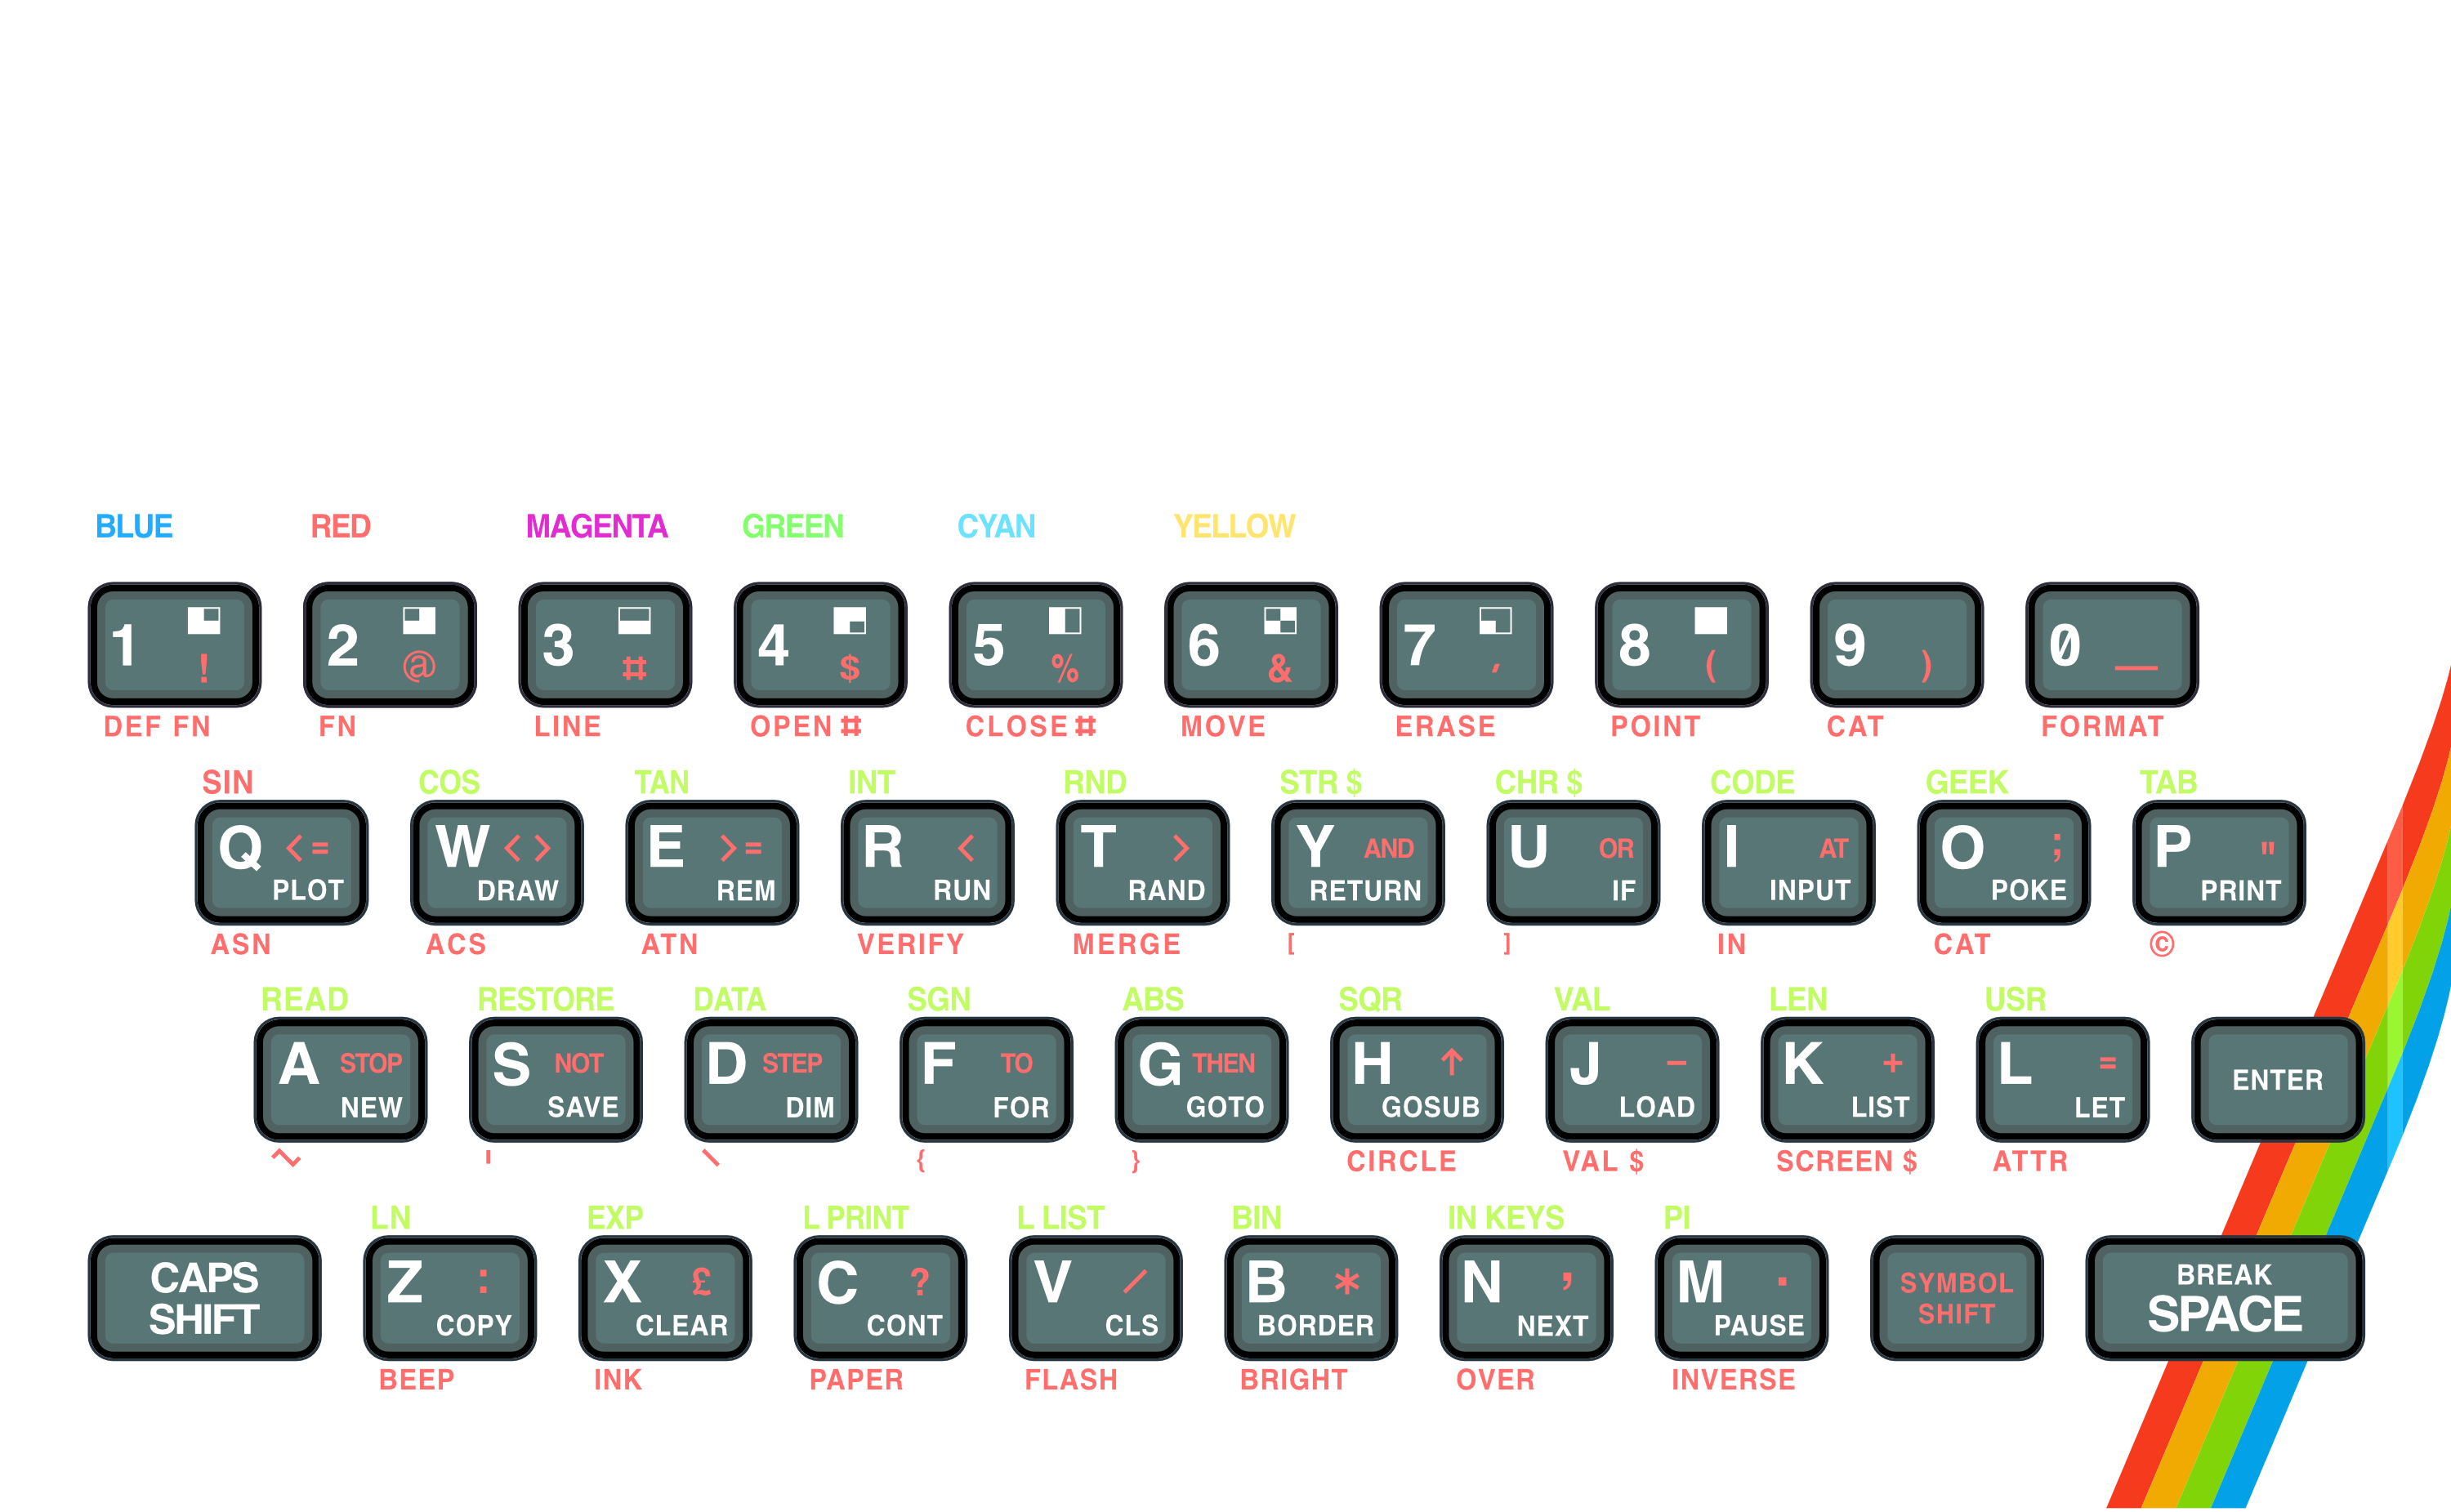 BLUE RED MAGENTA GREEN CYAN YELLOW
1 2 3 4 5 6 7 8 9 0
! @ # $ % & ' ( ) _
DEF FN FN LINE OPEN # CLOSE # MOVE ERASE POINT CAT FORMAT
SIN COS TAN INT RND STR $ CHR $ CODE GEEK TAB
Q <= W <> E >= R < T > Y AND U OR I AT O ; P "
PLOT DRAW REM RUN RAND RETURN IF INPUT POKE PRINT
ASN ACS ATN VERIFY MERGE [ ] IN CAT ©
READ RESTORE DATA SGN ABS SQR VAL LEN USR
A STOP S NOT D STEP F TO G THEN H ↑ J − K + L =
ENTER
NEW SAVE DIM FOR GOTO GOSUB LOAD LIST LET
~ | \ { } CIRCLE VAL $ SCREEN $ ATTR
LN EXP L PRINT L LIST BIN IN KEYS PI
CAPS
SHIFT
Z : X £ C ? V / B * N , M .
COPY CLEAR CONT CLS BORDER NEXT PAUSE
SYMBOL
SHIFT
BREAK
SPACE
BEEP INK PAPER FLASH BRIGHT OVER INVERSE